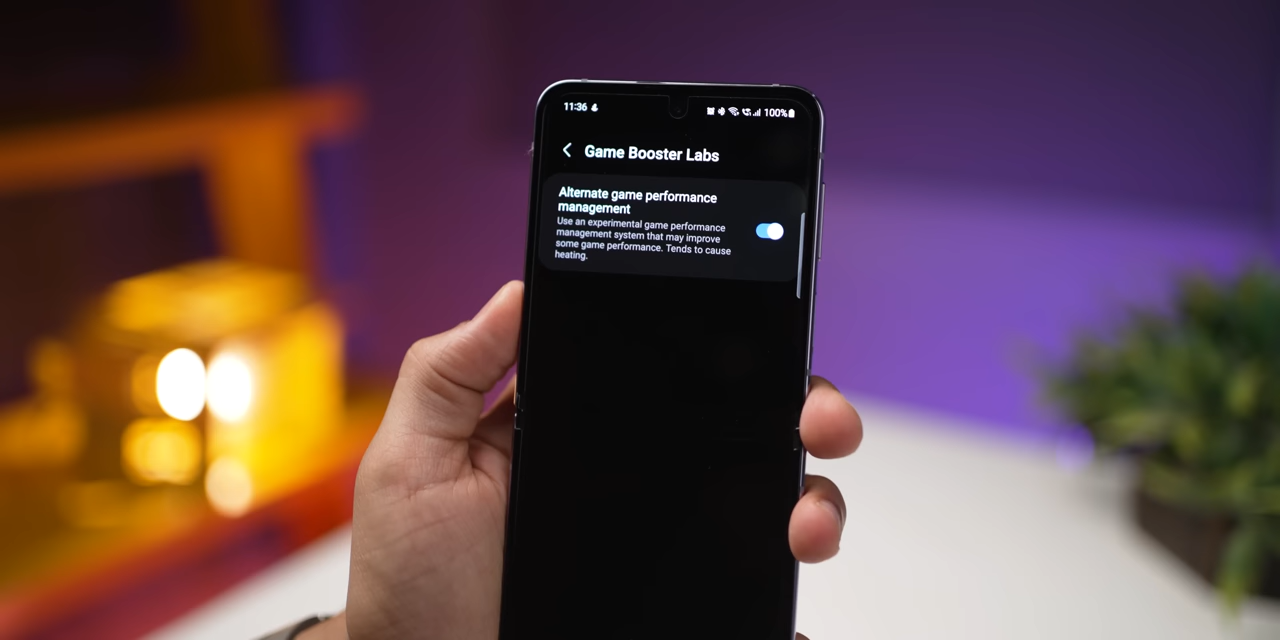 11:36
100%
Game Booster Labs
Alternate game performance
management
Use an experimental game performance
management system that may improve
some game performance. Tends to cause
heating.